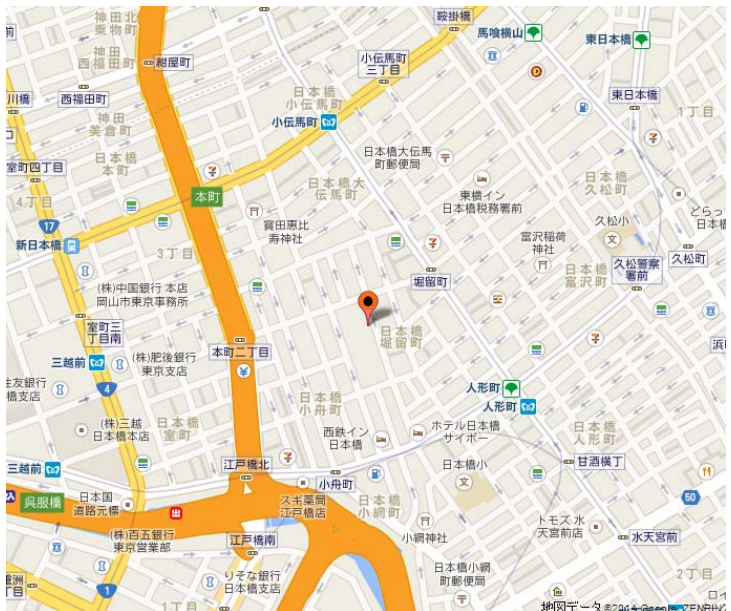 神田北
乗物町
鞍掛橋
馬喰横山
東日本橋
神田
西福田町
紺屋町
小伝馬町
三丁目
川橋
西福田町
日本橋
小伝馬町
東日本橋
1丁目
神田
美倉町
小伝馬町
日本橋
本町
日本橋大伝馬
町郵便局
室町四丁目
4丁目
本町
日本橋大
伝馬町
東横イン
日本橋税務署前
日本橋
久松町
17
寶田恵比
寿神社
久松小
どらっ
日本橋
新日本橋
3丁目
富沢稲荷
神社
久松警察
署前
久松町
(株)中国銀行 本店
岡山市東京事務所
堀留町
日本橋
富沢町
室町三
丁目南
日本橋
堀留町
浜
三越前
(株)肥後銀行
東京支店
本町二丁目
友銀行
橋支店
4
人形町
人形町
日本橋
小舟町
(株)三越
日本橋本店
日本橋
室町
西鉄イン
日本橋
ホテル日本橋
サイボー
日本橋
人形町
三越前
江戸橋北
小舟町
日本橋小
甘酒横丁
呉服橋
日本国
道路元標
スギ薬局
江戸橋店
日本橋
小網町
50
出
(株)百五銀行
東京営業部
江戸橋南
小網神社
トモズ 水
天宮前店
水天宮前
日本橋小網
町郵便局
2丁目
1
りそな銀行
日本橋支店
1丁目
ロイ
地図データ
ZENRIN